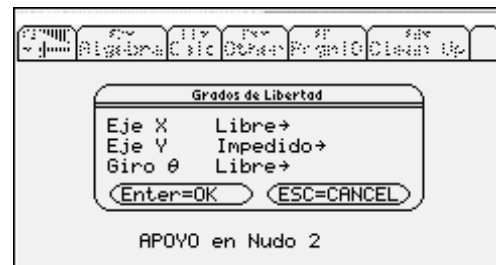 Algebra Calc Other PrgmIO Clean Up
Grados de Libertad
Eje X Libre→
Eje Y Impedido→
Giro θ Libre→
Enter=OK ESC=CANCEL
APOYO en Nudo 2